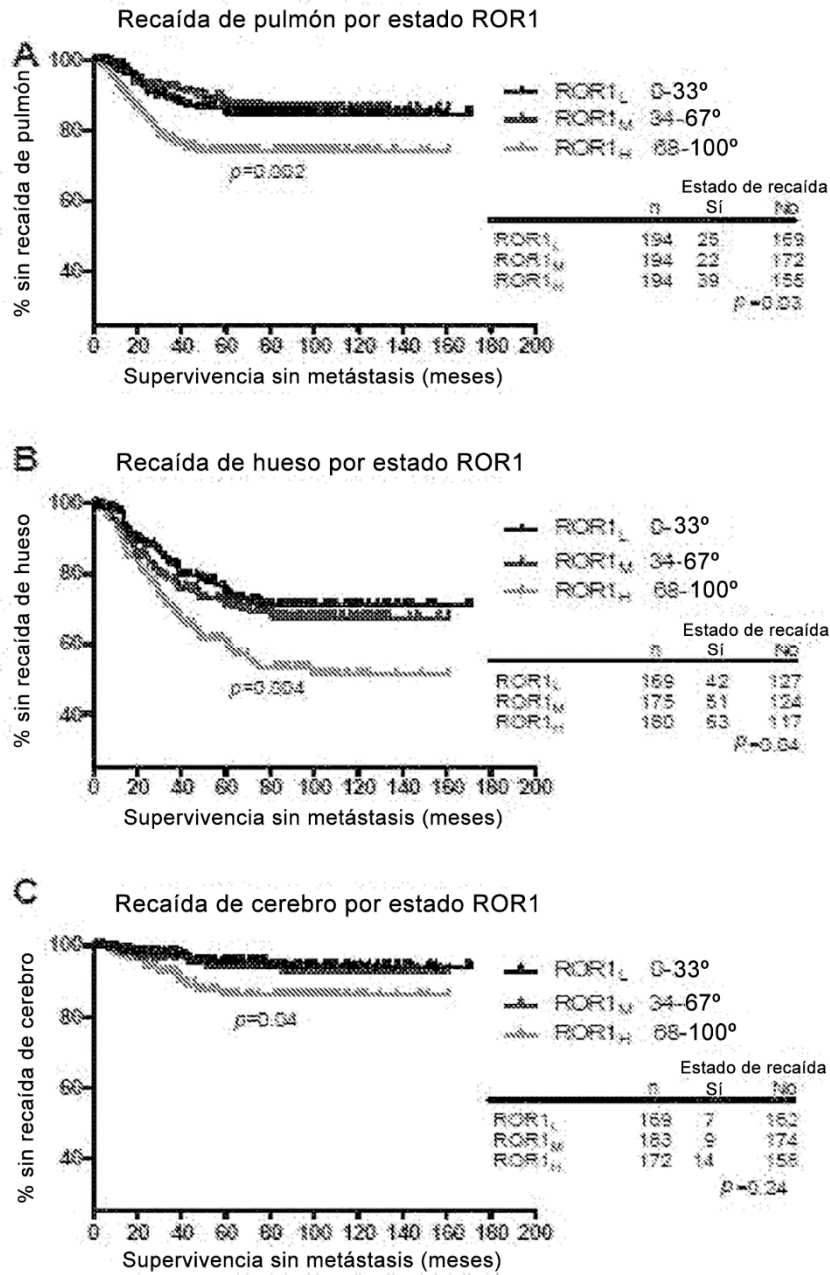 Recaída de pulmón por estado ROR1
A
% sin recaída de pulmón
100
80
60
40
p=0.002
0 20 40 60 80 100 120 140 160 180 200
Supervivencia sin metástasis (meses)
ROR1L 0-33º
ROR1M 34-67º
ROR1H 68-100º
Estado de recaída
n Sí No
ROR1L 194 25 169
ROR1M 194 22 172
ROR1H 194 39 155
p=0.03
B
Recaída de hueso por estado ROR1
% sin recaída de hueso
100
80
60
40
p=0.004
0 20 40 60 80 100 120 140 160 180 200
Supervivencia sin metástasis (meses)
ROR1L 0-33º
ROR1M 34-67º
ROR1H 68-100º
Estado de recaída
n Sí No
ROR1L 169 42 127
ROR1M 175 51 124
ROR1H 180 63 117
P=0.04
C
Recaída de cerebro por estado ROR1
% sin recaída de cerebro
100
80
60
40
p=0.04
0 20 40 60 80 100 120 140 160 180 200
Supervivencia sin metástasis (meses)
ROR1L 0-33º
ROR1M 34-67º
ROR1H 68-100º
Estado de recaída
n Sí No
ROR1L 169 7 162
ROR1M 183 9 174
ROR1H 172 14 158
p=0.24